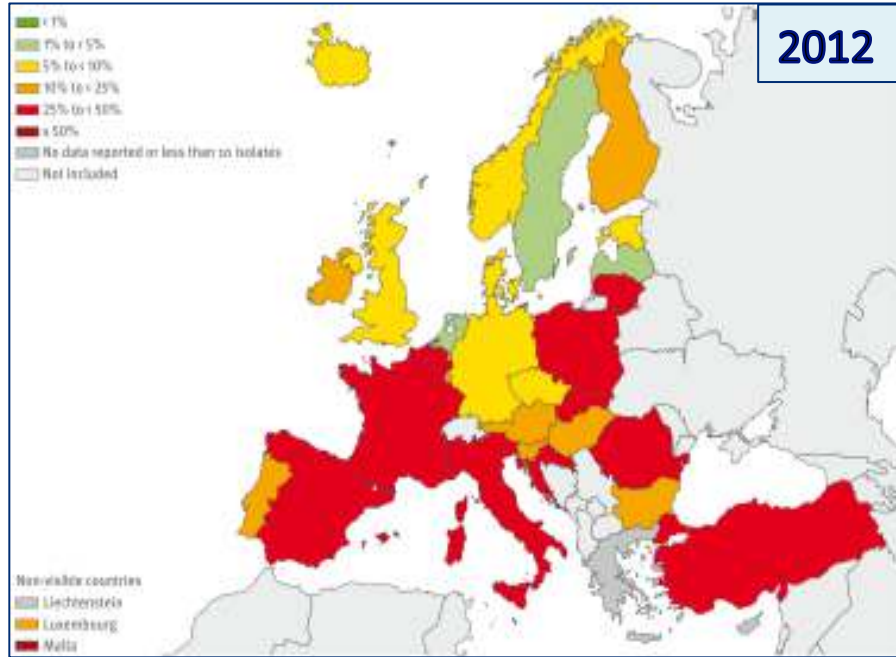 2012
< 1%
1% to < 5%
5% to < 10%
10% to < 25%
25% to < 50%
≥ 50%
No data reported or less than 10 isolates
Not included
Non-visible countries
Liechtenstein
Luxembourg
Malta